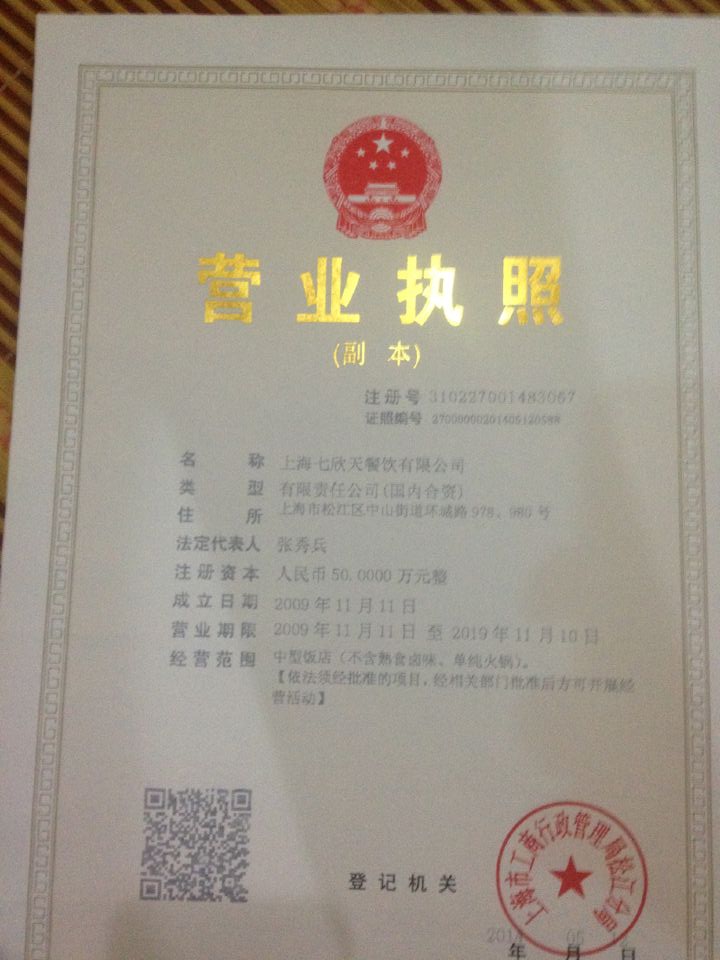 营业执照
(副 本)
注册号 310227001483067
证照编号 27000000201405120588
名 称 上海七欣天餐饮有限公司
类 型 有限责任公司(国内合资)
住 所 上海市松江区中山街道环城路978、980号
法定代表人 张秀兵
注册资本 人民币50.0000万元整
成立日期 2009年11月11日
营业期限 2009年11月11日 至 2019年11月10日
经营范围 中型饭店（不含熟食卤味、单纯火锅）。
【依法须经批准的项目，经相关部门批准后方可开展经
营活动】
登记机关
上海市工商行政管理局松江分局
年 月 日